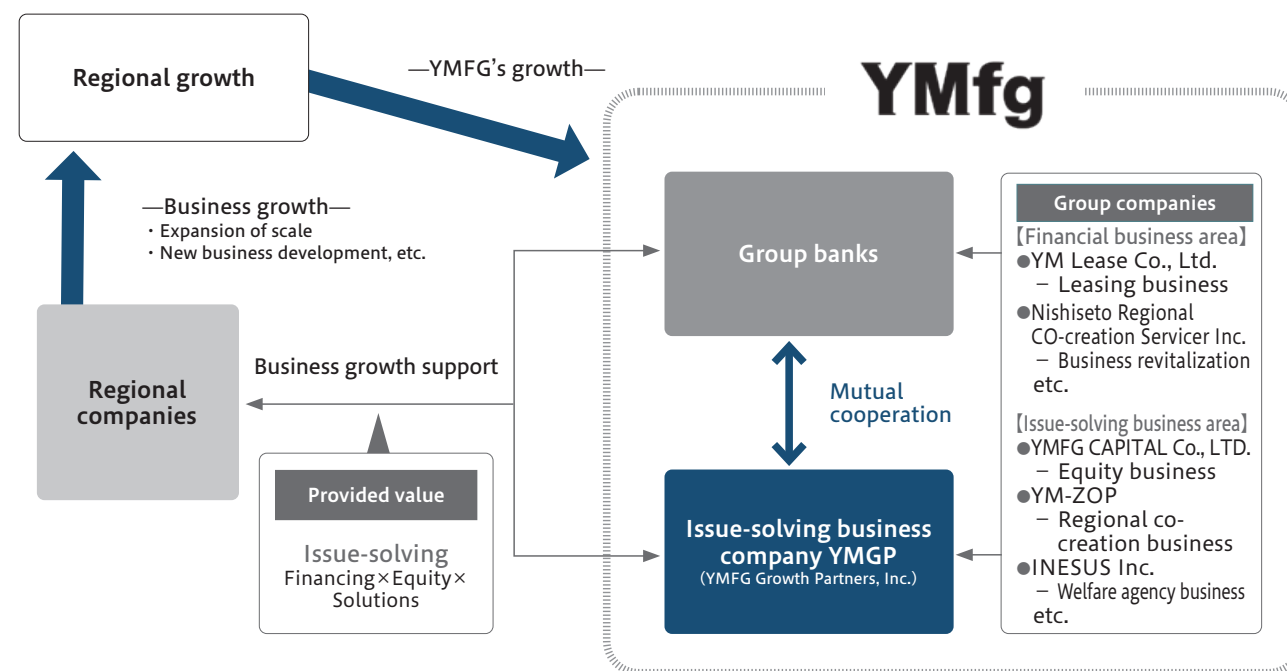 Regional growth
—YMFG's growth—
YMfg
—Business growth—
・Expansion of scale
・New business development, etc.
Regional
companies
Business growth support
Provided value
Issue-solving
Financing×Equity×
Solutions
Group banks
Mutual
cooperation
Issue-solving business
company YMGP
(YMFG Growth Partners, Inc.)
Group companies
【Financial business area】
●YM Lease Co., Ltd.
– Leasing business
●Nishiseto Regional
CO-creation Servicer Inc.
– Business revitalization
etc.
【Issue-solving business area】
●YMFG CAPITAL Co., LTD.
– Equity business
●YM-ZOP
– Regional co-
creation business
●INESUS Inc.
– Welfare agency business
etc.